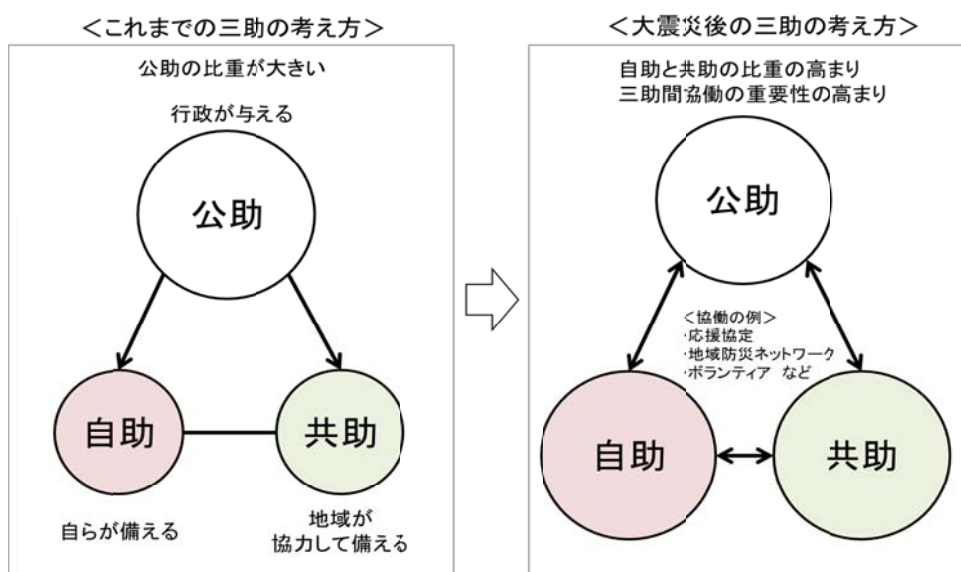 ＜これまでの三助の考え方＞
公助の比重が大きい
行政が与える
公助
自助
共助
自らが備える
地域が
協力して備える
＜大震災後の三助の考え方＞
自助と共助の比重の高まり
三助間協働の重要性の高まり
公助
＜協働の例＞
・応援協定
・地域防災ネットワーク
・ボランティア など
自助
共助